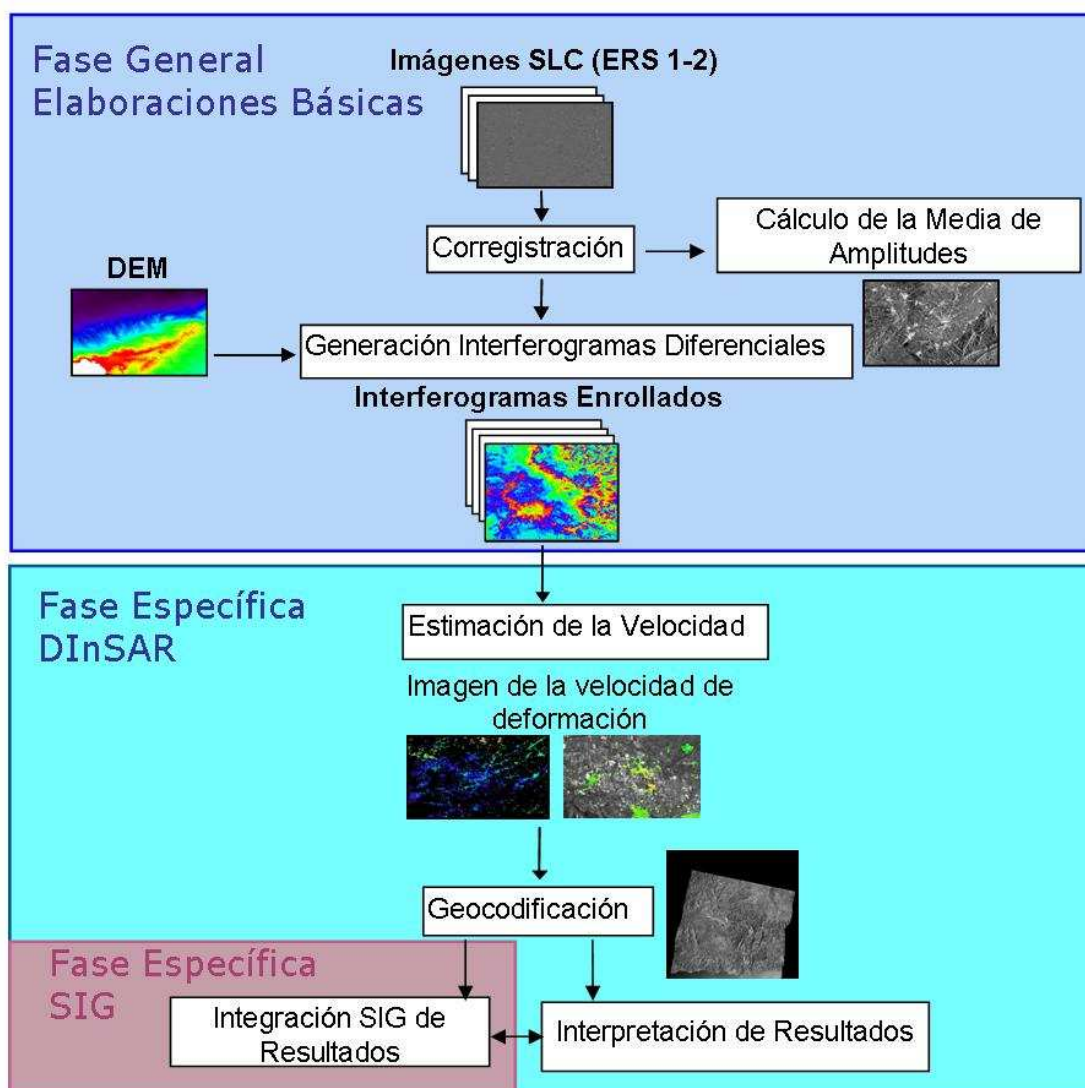 Fase General
Elaboraciones Básicas
Imágenes SLC (ERS 1-2)
Corregistración
Cálculo de la Media de
Amplitudes
DEM
Generación Interferogramas Diferenciales
Interferogramas Enrollados
Fase Específica
DInSAR
Estimación de la Velocidad
Imagen de la velocidad de
deformación
Geocodificación
Fase Específica
SIG
Integración SIG de
Resultados
Interpretación de Resultados